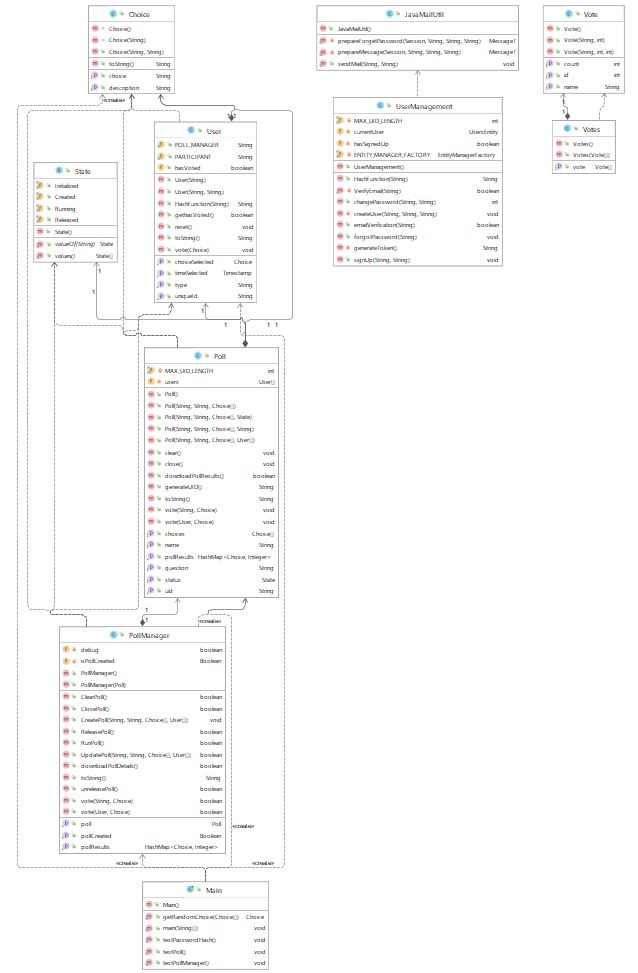 Choice
Choice()
Choice(String)
Choice(String, String)
toString() String
choice String
description String
JavaMailUtil
JavaMailUtil()
prepareForgetPassword(Session, String, String) Message?
prepareMessage(Session, String, String, String) Message?
sendMail(String, String) void
Vote
Vote()
Vote(String, int)
Vote(String, int, int)
count int
id int
name String
«create»
1
1
1
1
UserManagement
MAX_UID_LENGTH int
currentUser UsersEntity
hasSignedUp boolean
ENTITY_MANAGER_FACTORY EntityManagerFactory
UserManagement()
HashFunction(String) String
VerifyEmail(String) boolean
changePassword(String, String) int
createUser(String, String, String) void
emailVerification(String, String) boolean
forgotPassword(String) void
generateToken() String
signUp(String, String) void
Votes
Votes()
Votes(Vote[])
vote Vote[]
User
POLL_MANAGER String
PARTICIPANT String
hasVoted boolean
User(String)
User(String, String)
HashFunction(String) String
gethasVoted() boolean
reset() void
toString() String
vote(Choice) void
choiceSelected Choice
timeSelected Timestamp
type String
uniqueId String
State
Initialized
Created
Running
Released
State()
valueOf(String) State
values() State[]
1
1
1
1 1
Poll
MAX_UID_LENGTH int
users User[]
Poll()
Poll(String, String, Choice[])
Poll(String, String, Choice[], State)
Poll(String, String, Choice[], String)
Poll(String, String, Choice[], User[])
clear() void
close() void
downloadPollResults() boolean
generateUID() String
toString() String
vote(String, Choice) void
vote(User, Choice) void
choices Choice[]
name String
pollResults HashMap<Choice, Integer>
question String
status State
uid String
1
1
«create»
PollManager
debug boolean
isPollCreated Boolean
PollManager()
PollManager(Poll)
ClearPoll() boolean
ClosePoll() boolean
CreatePoll(String, String, Choice[], User[]) void
ReleasePoll() boolean
RunPoll() boolean
UpdatePoll(String, String, Choice[], User[]) boolean
downloadPollDetails() boolean
toString() String
unreleasePoll() boolean
vote(String, Choice) boolean
vote(User, Choice) boolean
poll Poll
pollCreated Boolean
pollResults HashMap<Choice, Integer>
«create»
«create»
«create»
Main
Main()
getRandomChoice(Choice[]) Choice
main(String[]) void
testPasswordHash() void
testPoll() void
testPollManager() void